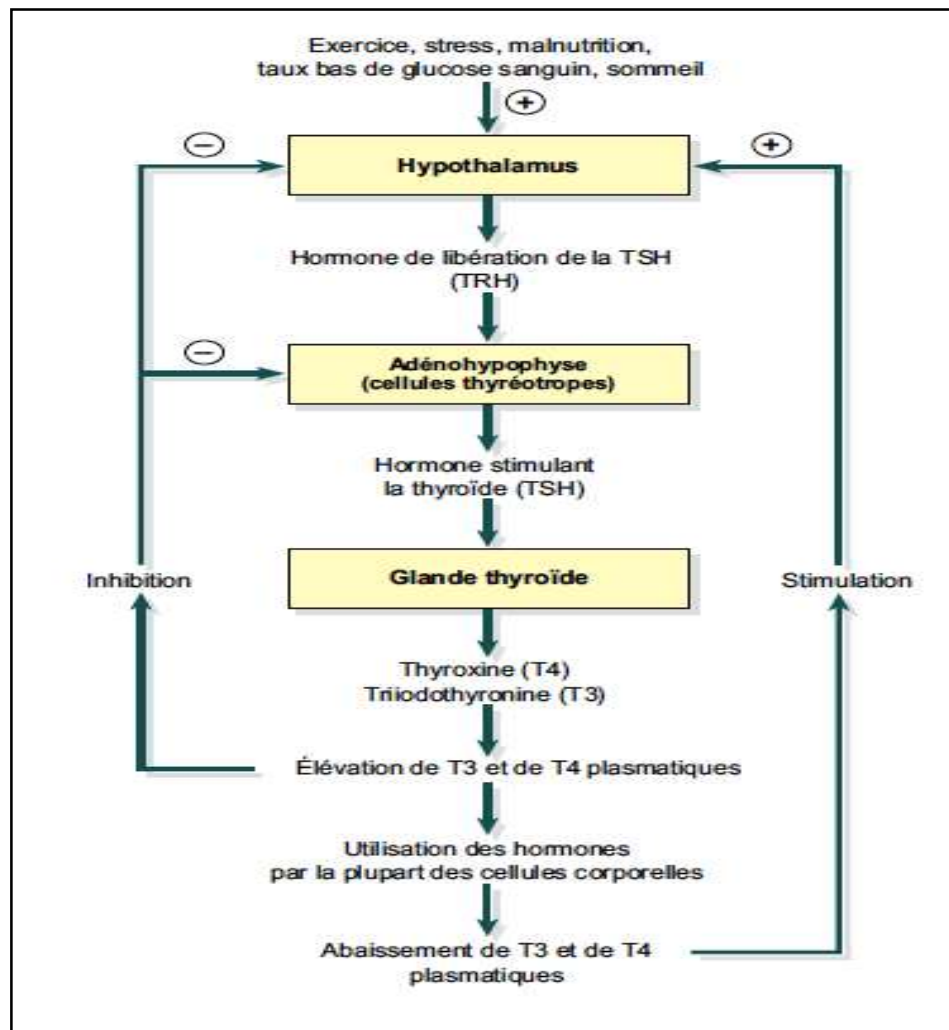 Exercice, stress, malnutrition,
taux bas de glucose sanguin, sommeil
+
−
+
Hypothalamus
Hormone de libération de la TSH
(TRH)
−
Adénohypophyse
(cellules thyréotropes)
Hormone stimulant
la thyroïde (TSH)
Glande thyroïde
Inhibition
Stimulation
Thyroxine (T4)
Triiodothyronine (T3)
Élévation de T3 et de T4 plasmatiques
Utilisation des hormones
par la plupart des cellules corporelles
Abaissement de T3 et de T4
plasmatiques